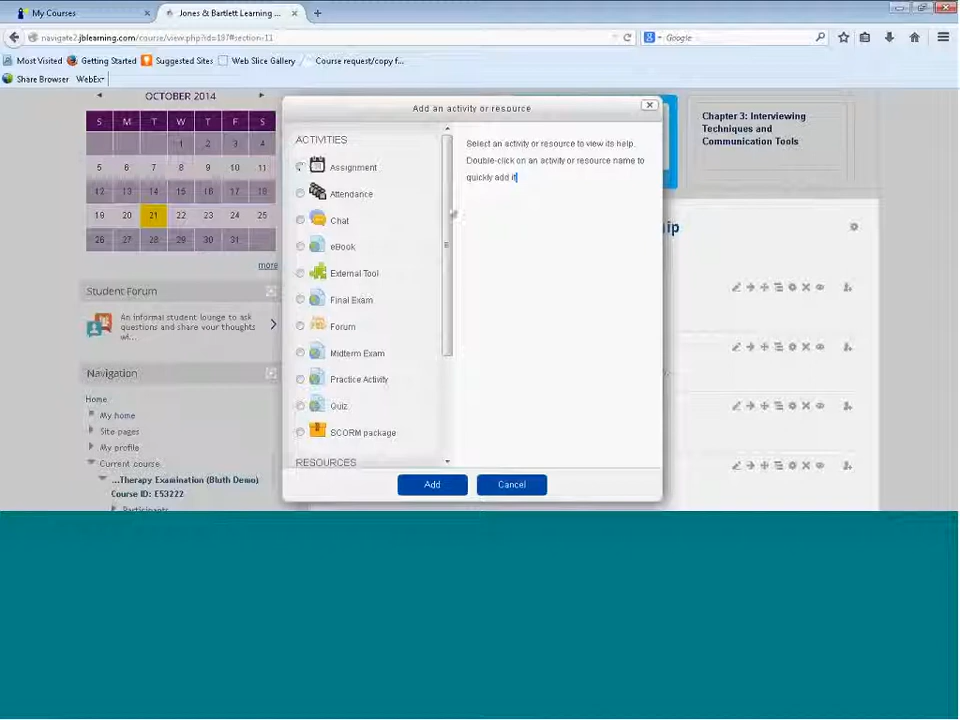 My Courses × Jones & Bartlett Learning ... × +
navigate2.jblearning.com/course/view.php?id=187#section-11
Google
Most Visited Getting Started Suggested Sites Web Slice Gallery Course request/copy f...
Share Browser WebEx
OCTOBER 2014
S M T W T F S
1 2 3 4
5 6 7 8 9 10 11
12 13 14 15 16 17 18
19 20 21 22 23 24 25
26 27 28 29 30 31
more
Student Forum
An informal student lounge to ask
questions and share your thoughts
wi...
Navigation
Home
My home
Site pages
My profile
Current course
...Therapy Examination (Bluth Demo)
Course ID: E53222
Participants
Add an activity or resource
ACTIVITIES
Assignment
Attendance
Chat
eBook
External Tool
Final Exam
Forum
Midterm Exam
Practice Activity
Quiz
SCORM package
RESOURCES
Select an activity or resource to view its help.
Double-click on an activity or resource name to
quickly add it
Add Cancel
Chapter 3: Interviewing
Techniques and
Communication Tools
ip